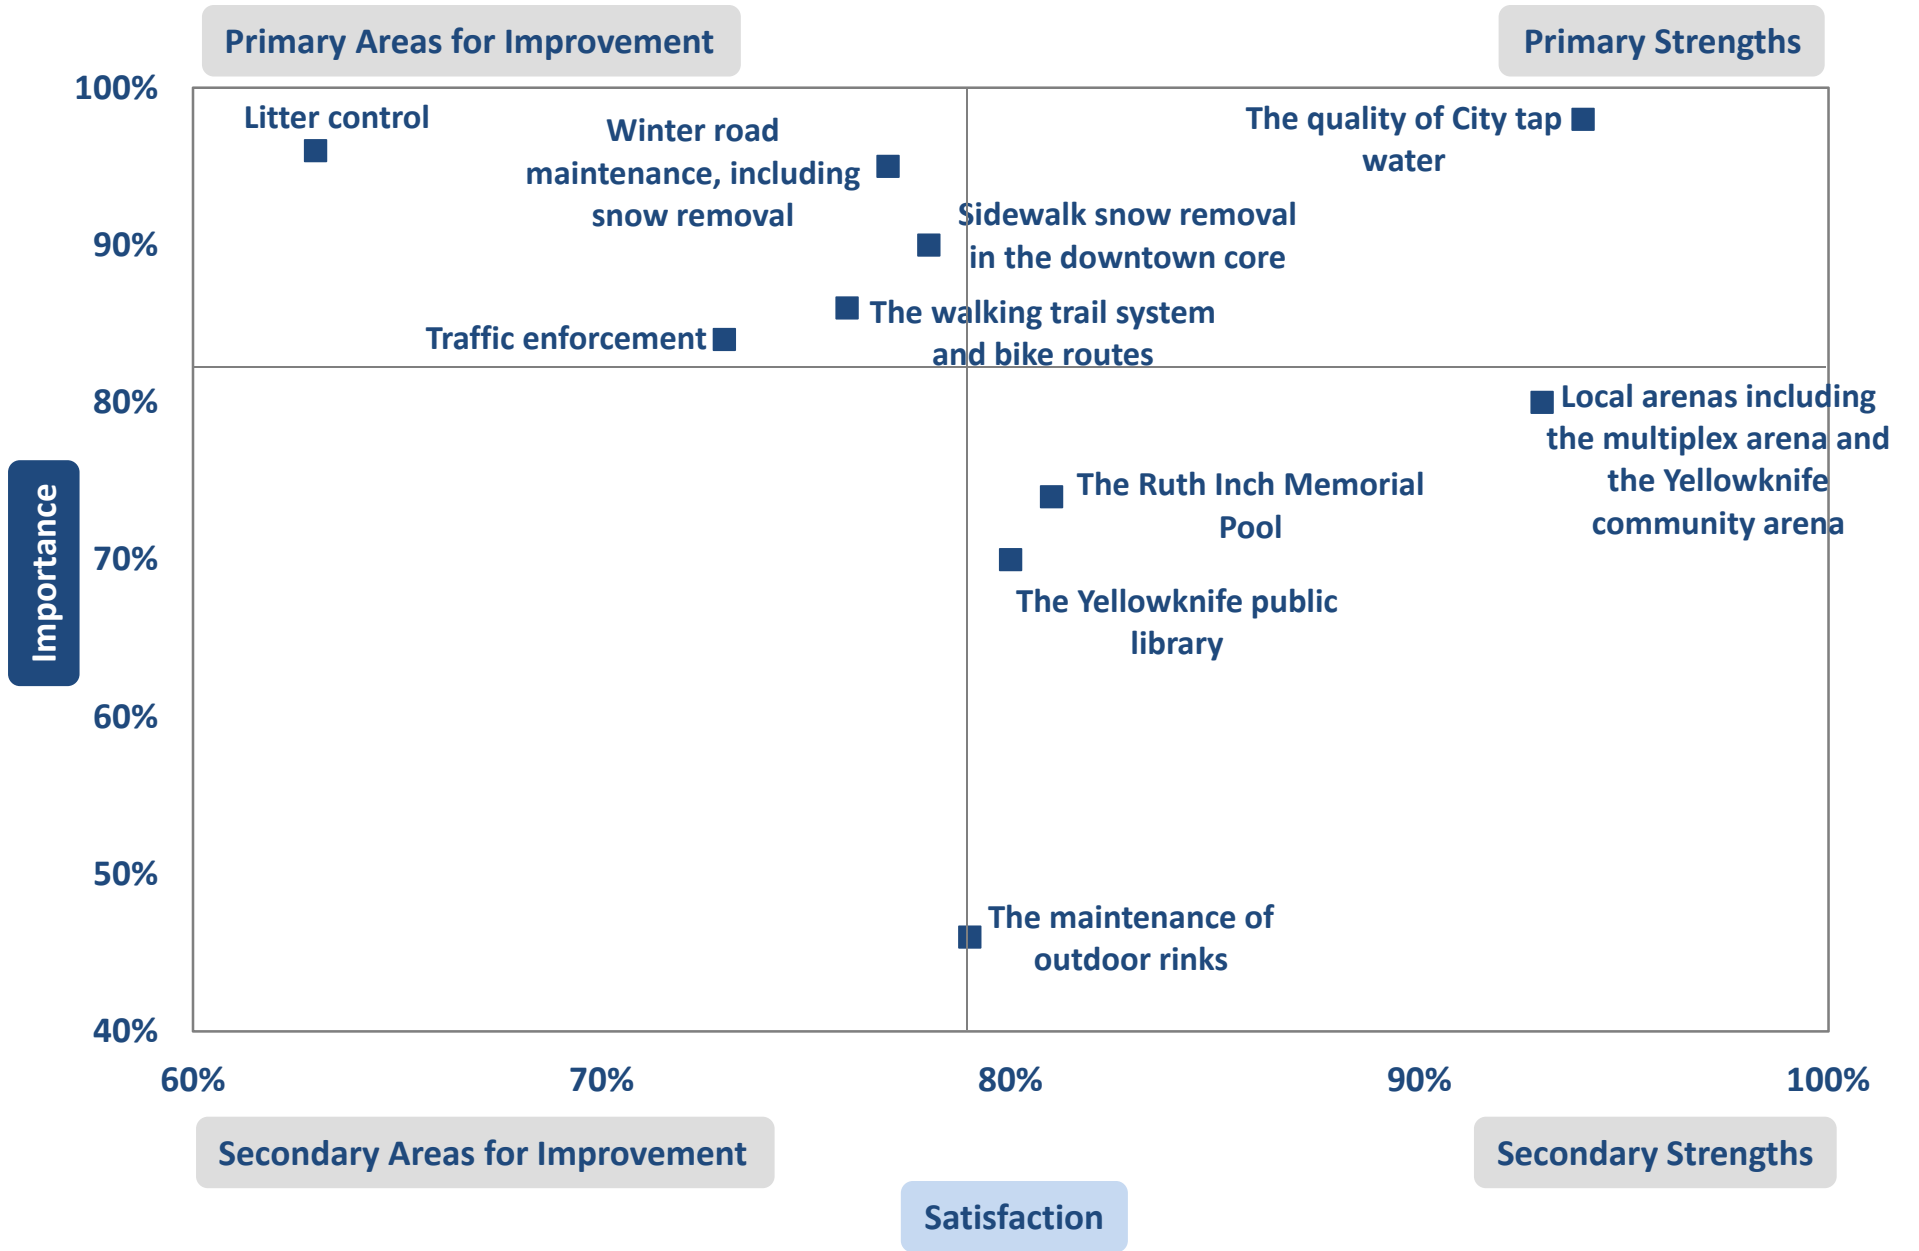 Primary Areas for Improvement
Primary Strengths
100%
Litter control
Winter road
maintenance, including
snow removal
The quality of City tap
water
90%
Sidewalk snow removal
in the downtown core
The walking trail system
and bike routes
Traffic enforcement
80%
Local arenas including
the multiplex arena and
the Yellowknife
community arena
The Ruth Inch Memorial
Pool
Importance
70%
The Yellowknife public
library
60%
50%
The maintenance of
outdoor rinks
40%
60%
70%
80%
90%
100%
Secondary Areas for Improvement
Secondary Strengths
Satisfaction